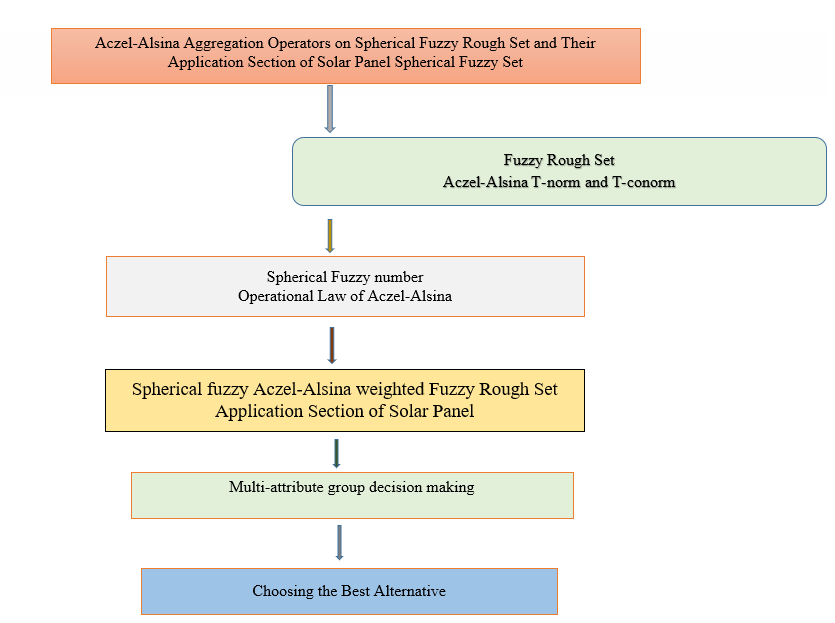 Aczel-Alsina Aggregation Operators on Spherical Fuzzy Rough Set and Their
Application Section of Solar Panel Spherical Fuzzy Set
Fuzzy Rough Set
Aczel-Alsina T-norm and T-conorm
Spherical Fuzzy number
Operational Law of Aczel-Alsina
Spherical fuzzy Aczel-Alsina weighted Fuzzy Rough Set
Application Section of Solar Panel
Multi-attribute group decision making
Choosing the Best Alternative